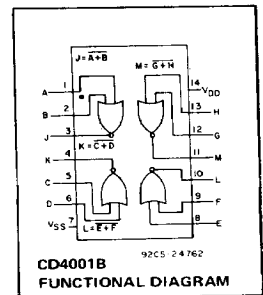 J=A+B
M=G+H
A 1
B 2
J 3
K=C+D
K 4
C 5
D 6
VSS 7
L=E+F
14 VDD
13 H
12 G
11 M
10 L
9 F
8 E
92CS-24762
CD4001B
FUNCTIONAL DIAGRAM